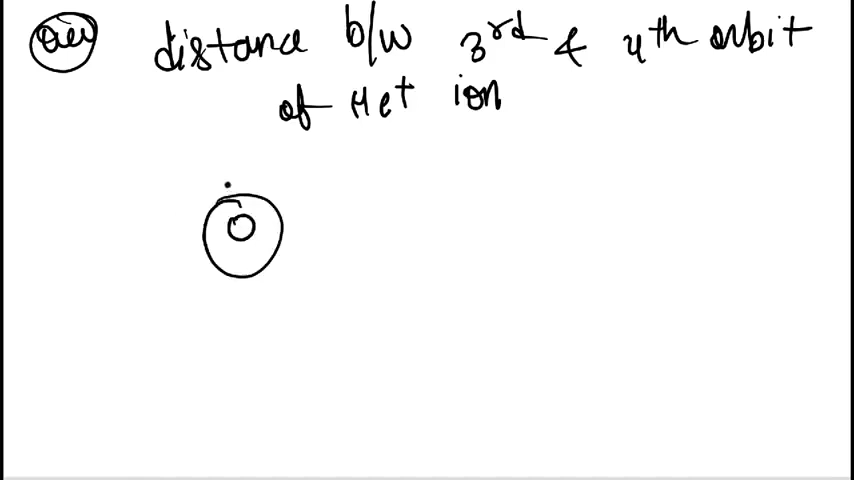 Que distance b/w 3rd & 4th orbit
of He+ ion